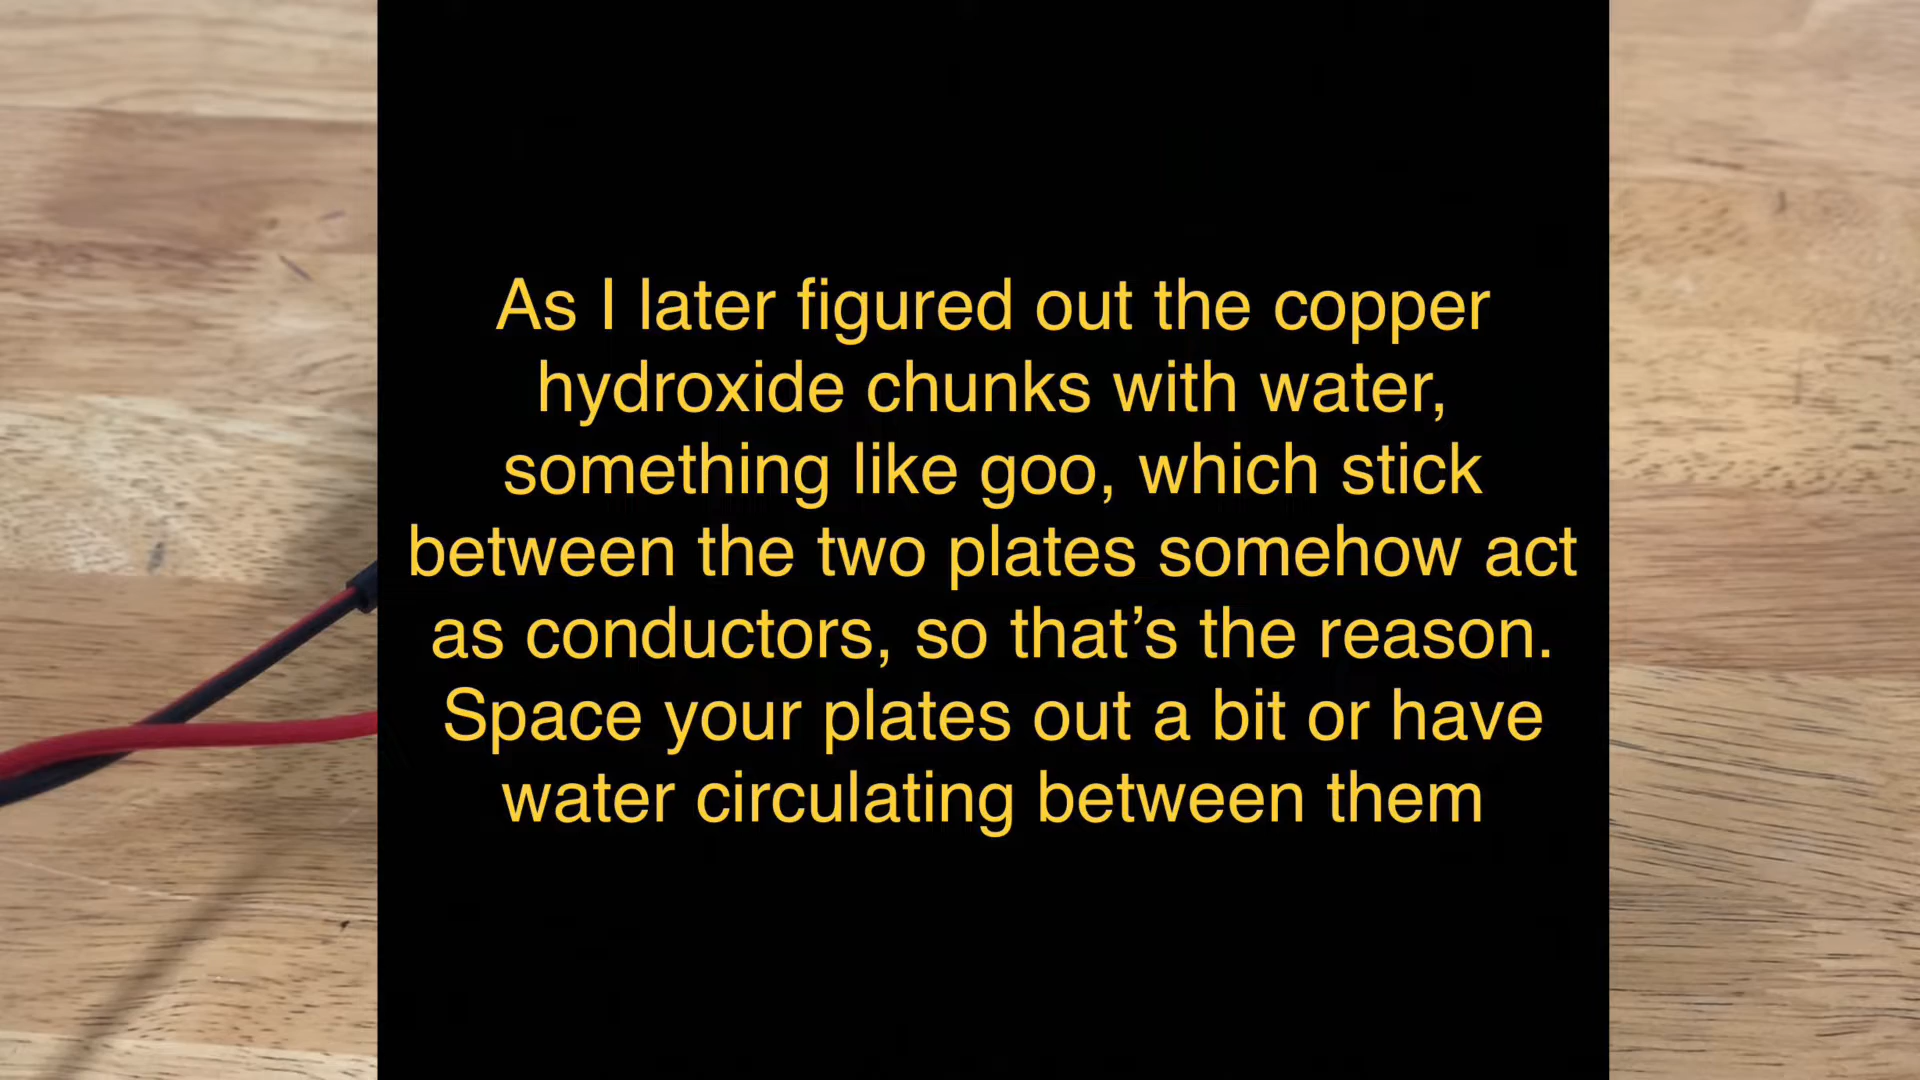 As I later figured out the copper
hydroxide chunks with water,
something like goo, which stick
between the two plates somehow act
as conductors, so that’s the reason.
Space your plates out a bit or have
water circulating between them